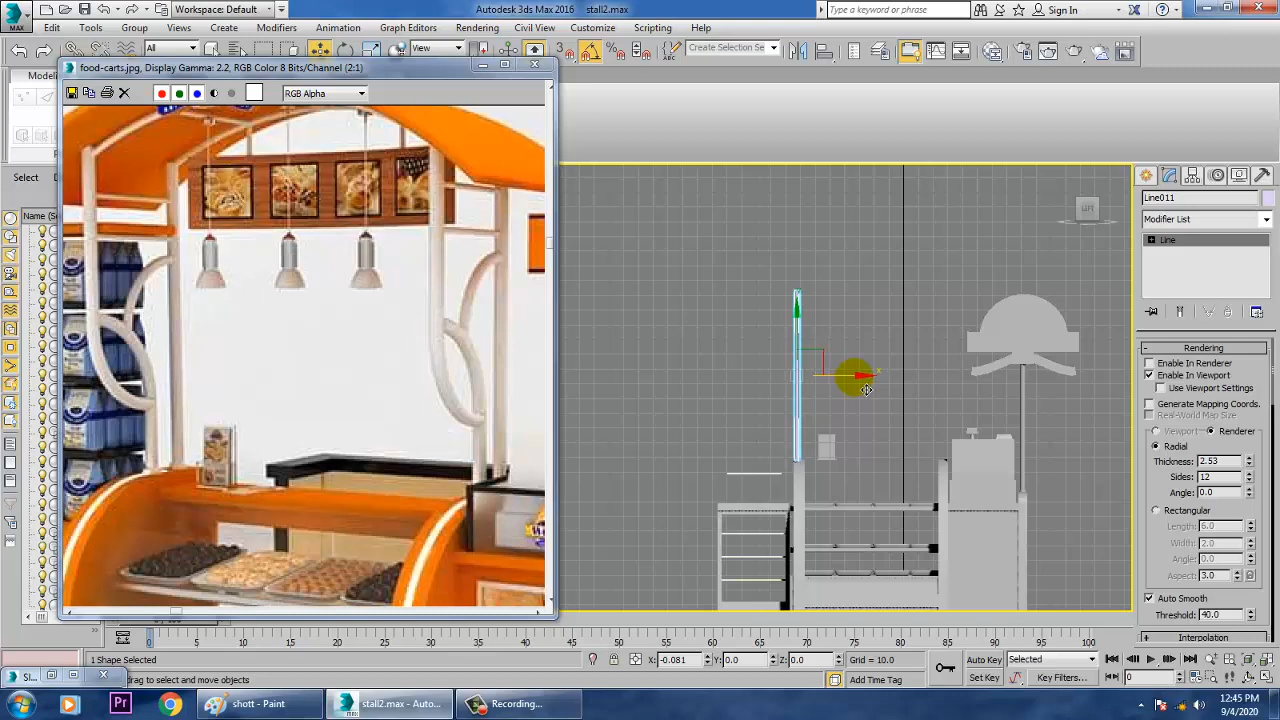 MAX
Workspace: Default
Autodesk 3ds Max 2016 stall2.max
Type a keyword or phrase
Sign In
Edit Tools Group Views Create Modifiers Animation Graph Editors Rendering Civil View Customize Scripting Help
All
View
Create Selection Se
food-carts.jpg, Display Gamma: 2.2, RGB Color 8 Bits/Channel (2:1)
RGB Alpha
Model
Select
Name (S
Line011
Modifier List
Line
Rendering
Enable In Renderer
Enable In Viewport
Use Viewport Settings
Generate Mapping Coords.
Real-World Map Size
Viewport Renderer
Radial
Thickness: 2.53
Sides: 12
Angle: 0.0
Rectangular
Length: 6.0
Width: 2.0
Angle: 0.0
Aspect: 3.0
Auto Smooth
Threshold: 40.0
Interpolation
x
0 5 10 15 20 25 30 35 40 45 50 55 60 65 70 75 80 85 90 95 100
1 Shape Selected
X: -0.081 Y: 0.0 Z: 0.0 Grid = 10.0
Auto Key Selected
drag to select and move objects
Add Time Tag
Set Key Key Filters...
0
shott - Paint
stall2.max - Auto...
Recording...
12:45 PM
9/4/2020